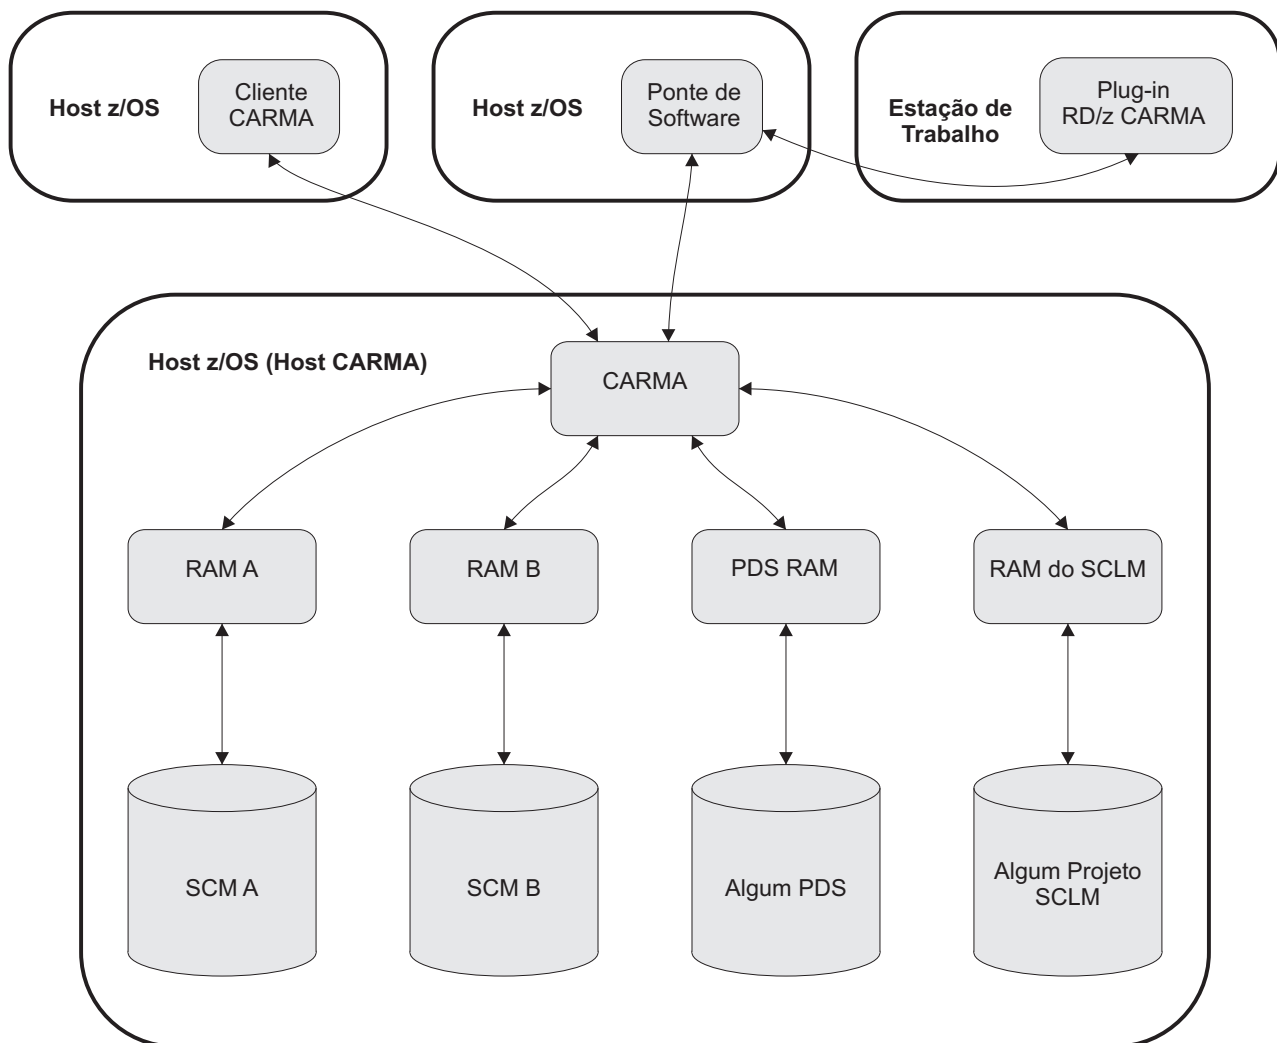 Host z/OS
Cliente
CARMA
Host z/OS
Ponte de
Software
Estação de
Trabalho
Plug-in
RD/z CARMA
Host z/OS (Host CARMA)
CARMA
RAM A
RAM B
PDS RAM
RAM do SCLM
SCM A
SCM B
Algum PDS
Algum Projeto
SCLM